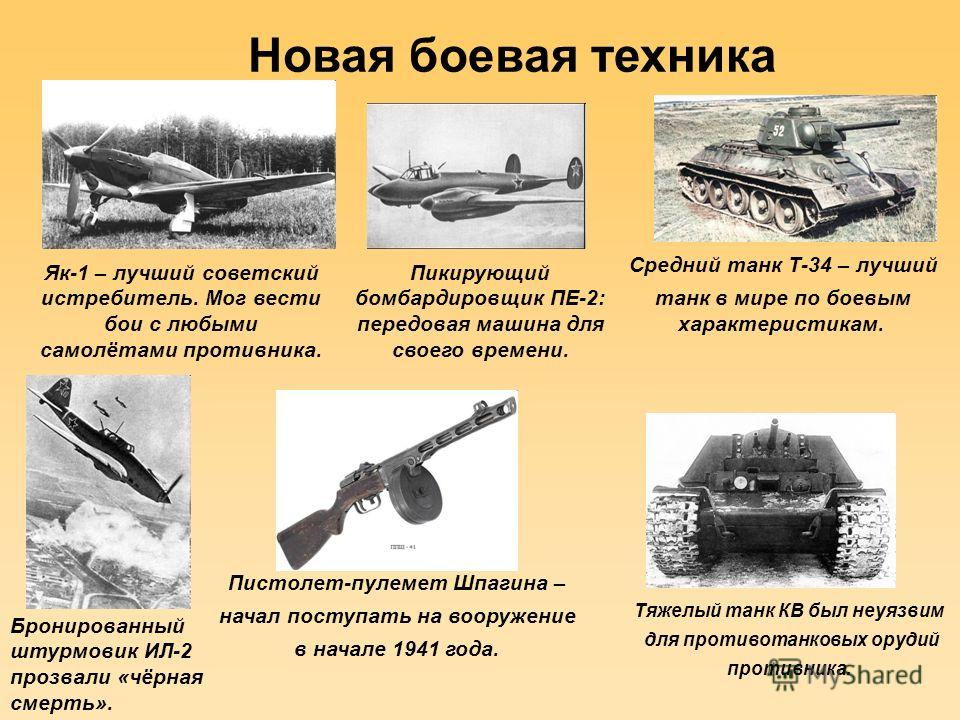 Новая боевая техника
52
Як-1 – лучший советский
истребитель. Мог вести
бои с любыми
самолётами противника.
Пикирующий
бомбардировщик ПЕ-2:
передовая машина для
своего времени.
Средний танк Т-34 – лучший
танк в мире по боевым
характеристикам.
Бронированный
штурмовик ИЛ-2
прозвали «чёрная
смерть».
ППШ - 41
Пистолет-пулемет Шпагина –
начал поступать на вооружение
в начале 1941 года.
Тяжелый танк КВ был неуязвим
для противотанковых орудий
противника.
MyShared